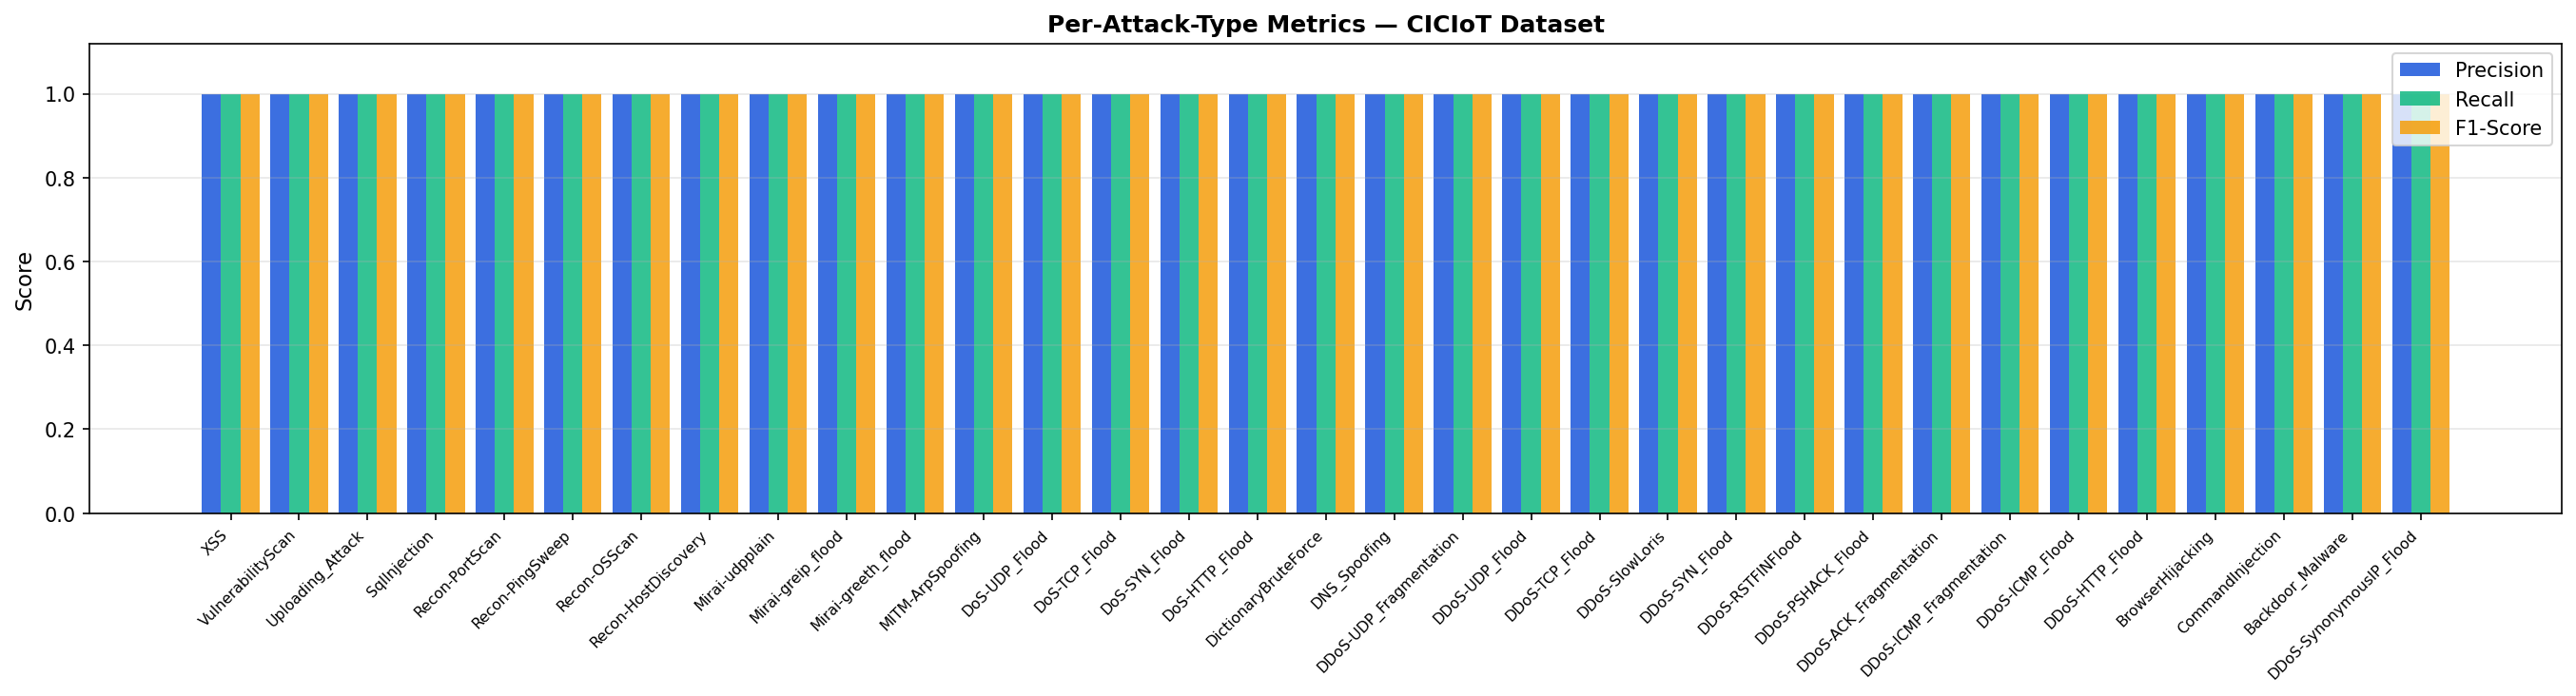 Per-Attack-Type Metrics — CICIoT Dataset
Precision
Recall
F1-Score
Score
1.0
0.8
0.6
0.4
0.2
0.0
XSS
VulnerabilityScan
Uploading_Attack
SqlInjection
Recon-PortScan
Recon-PingSweep
Recon-OSScan
Recon-HostDiscovery
Mirai-udpplain
Mirai-greip_flood
Mirai-greeth_flood
MITM-ArpSpoofing
DoS-UDP_Flood
DoS-TCP_Flood
DoS-SYN_Flood
DoS-HTTP_Flood
DictionaryBruteForce
DNS_Spoofing
DDoS-UDP_Fragmentation
DDoS-UDP_Flood
DDoS-TCP_Flood
DDoS-SlowLoris
DDoS-SYN_Flood
DDoS-RSTFINFlood
DDoS-PSHACK_Flood
DDoS-ACK_Fragmentation
DDoS-ICMP_Fragmentation
DDoS-ICMP_Flood
DDoS-HTTP_Flood
BrowserHijacking
CommandInjection
Backdoor_Malware
DDoS-SynonymousIP_Flood